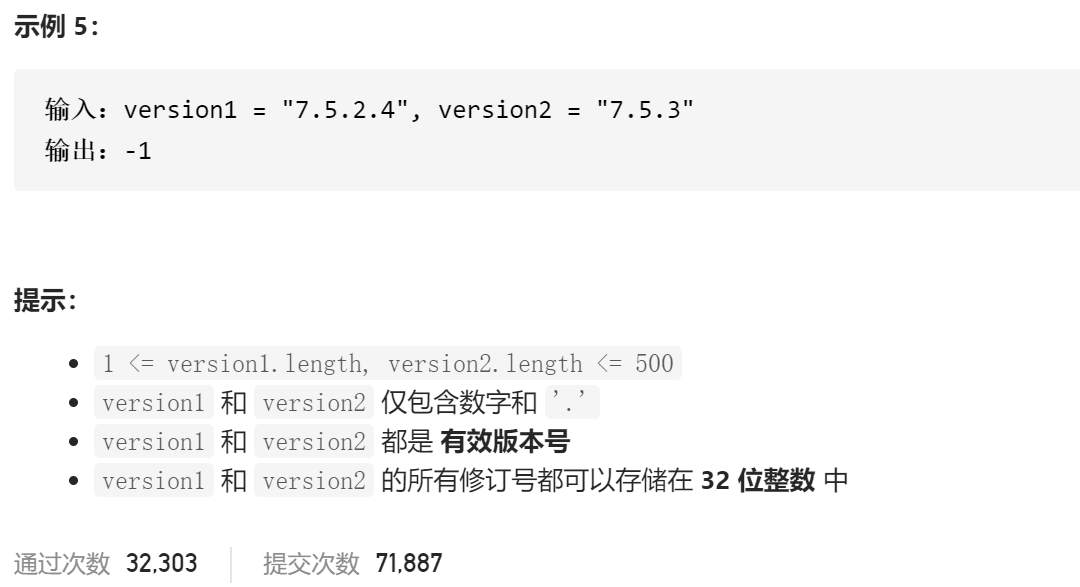 示例 5：
输入：version1 = "7.5.2.4", version2 = "7.5.3"
输出：-1
提示：
1 <= version1.length, version2.length <= 500
version1 和 version2 仅包含数字和 '.'
version1 和 version2 都是 有效版本号
version1 和 version2 的所有修订号都可以存储在 32 位整数 中
通过次数 32,303 提交次数 71,887